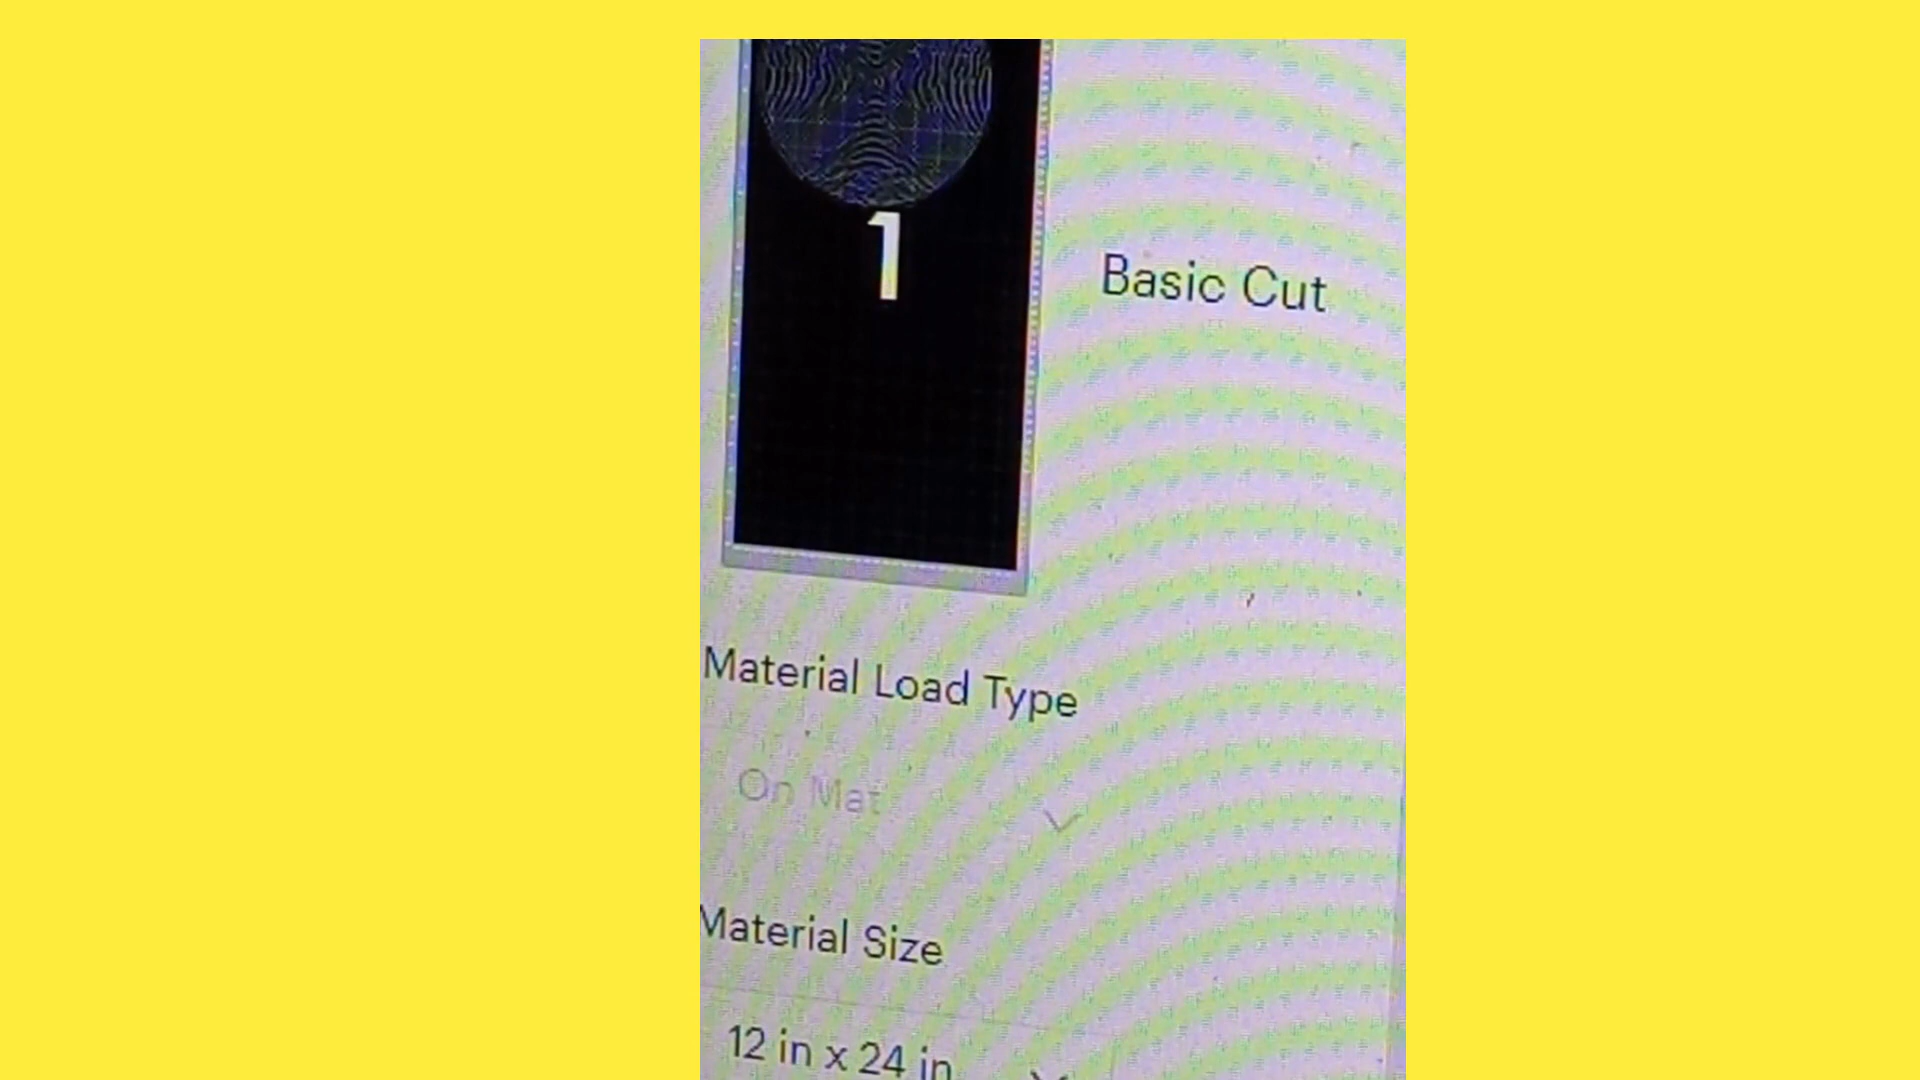 1
Basic Cut
Material Load Type
On Mat
Material Size
12 in x 24 in